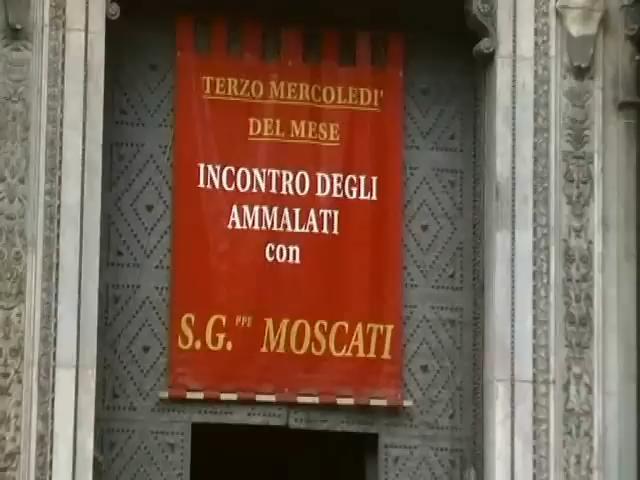 TERZO MERCOLEDI'
DEL MESE
INCONTRO DEGLI
AMMALATI
con
S.G.PPE MOSCATI